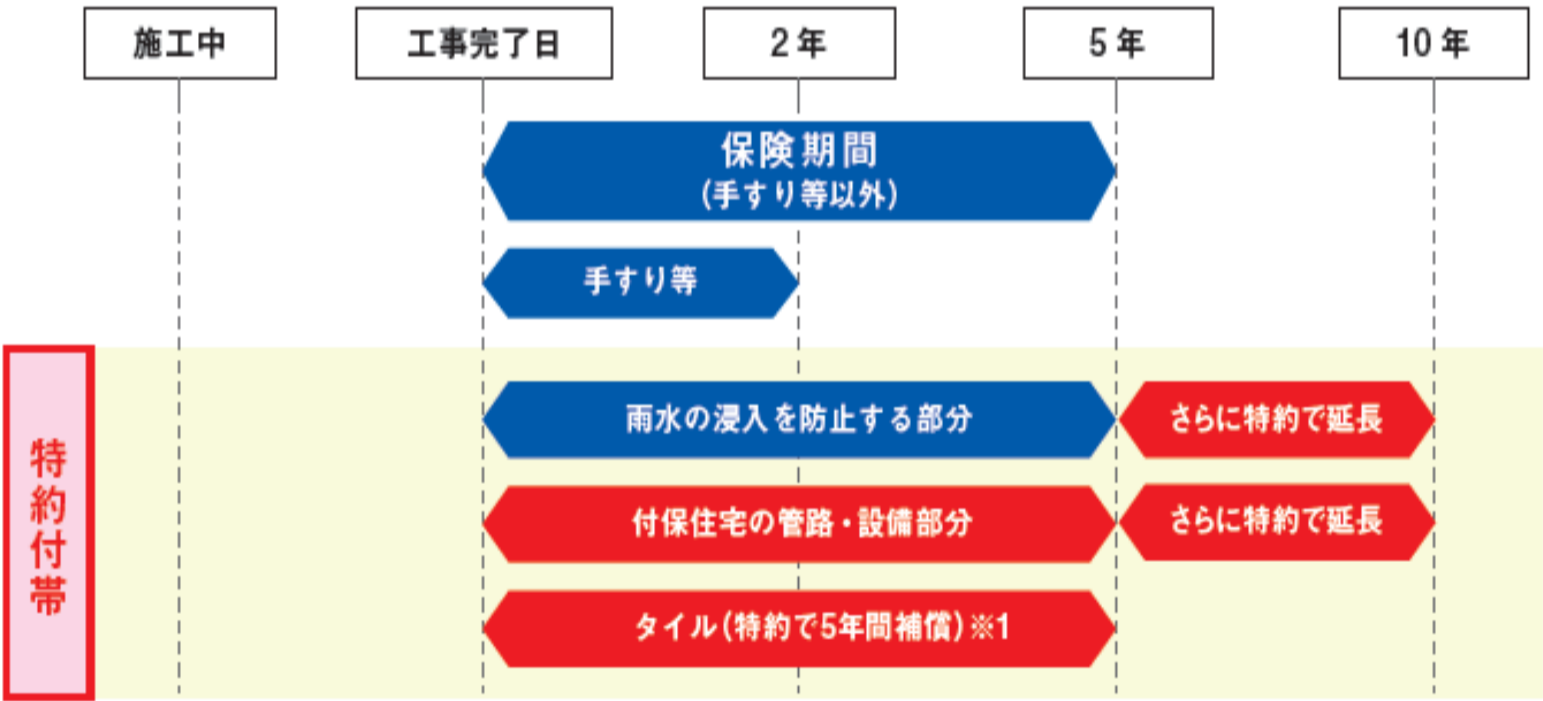 施工中
工事完了日
2年
5年
10年
保険期間
(手すり等以外)
手すり等
特約付帯
雨水の浸入を防止する部分
さらに特約で延長
付保住宅の管路・設備部分
さらに特約で延長
タイル(特約で5年間補償)※1